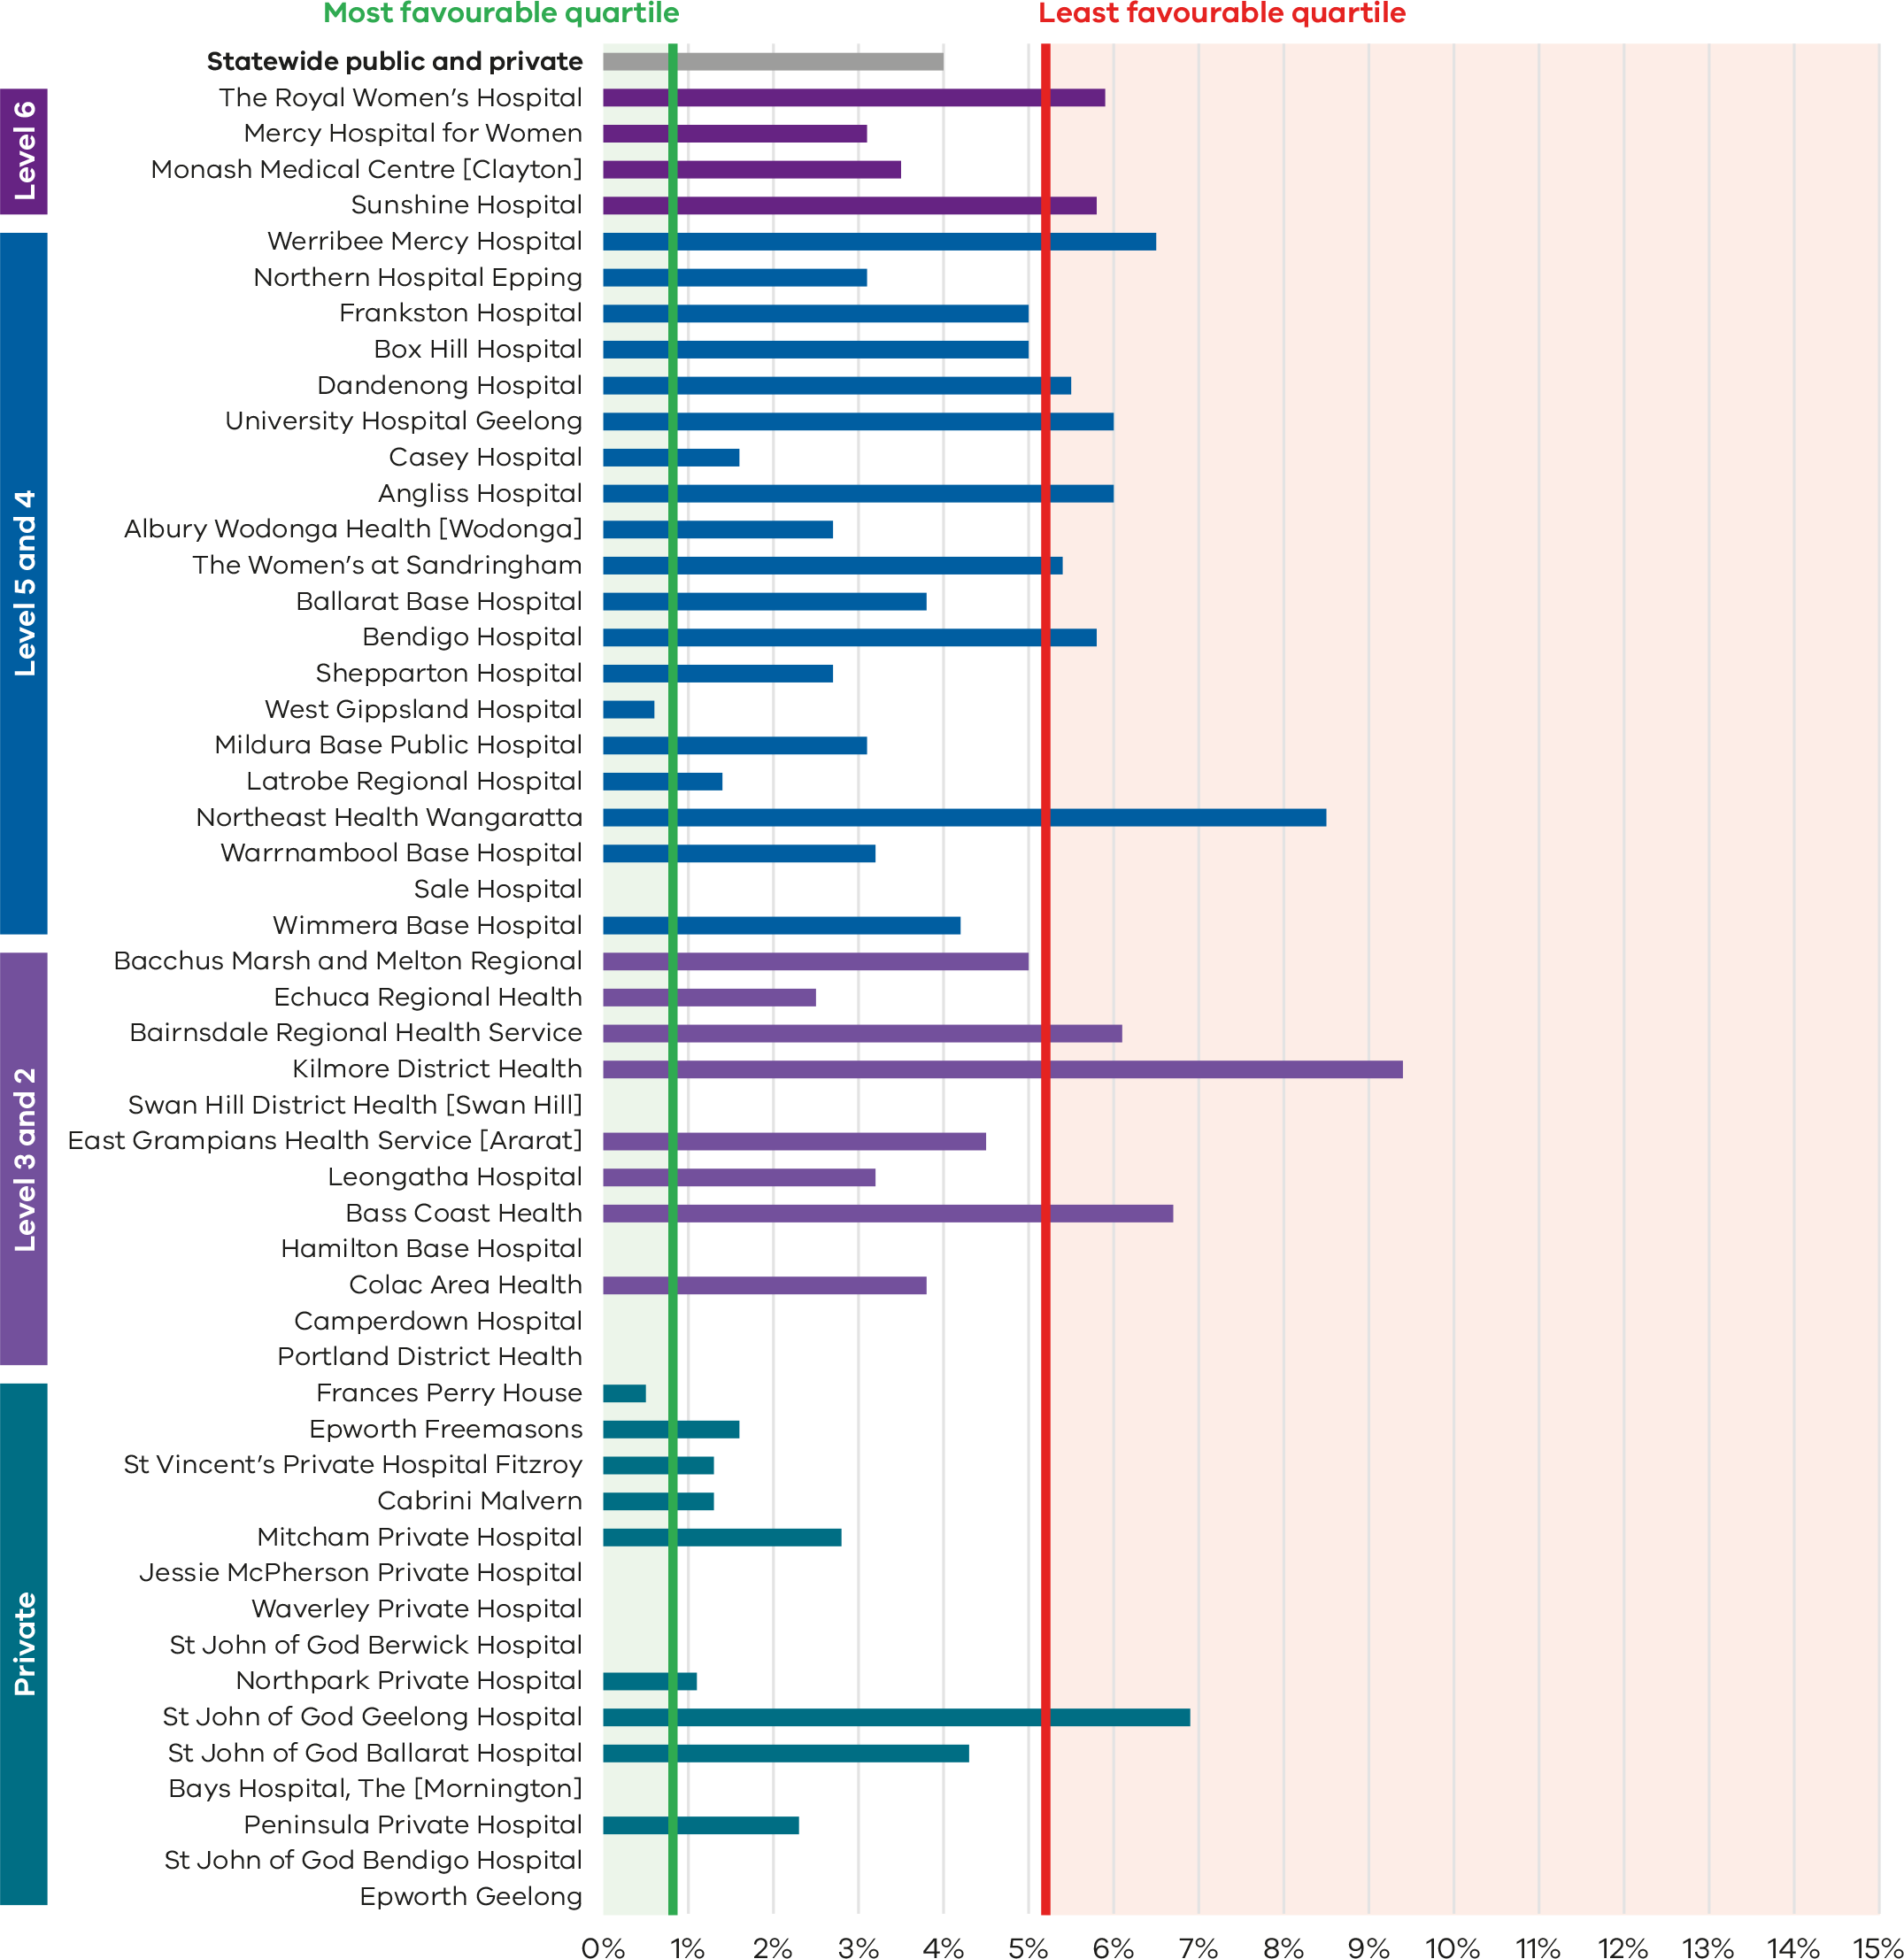 Most favourable quartile
Least favourable quartile
Statewide public and private
Level 6
The Royal Women’s Hospital
Mercy Hospital for Women
Monash Medical Centre [Clayton]
Sunshine Hospital
Level 5 and 4
Werribee Mercy Hospital
Northern Hospital Epping
Frankston Hospital
Box Hill Hospital
Dandenong Hospital
University Hospital Geelong
Casey Hospital
Angliss Hospital
Albury Wodonga Health [Wodonga]
The Women’s at Sandringham
Ballarat Base Hospital
Bendigo Hospital
Shepparton Hospital
West Gippsland Hospital
Mildura Base Public Hospital
Latrobe Regional Hospital
Northeast Health Wangaratta
Warrnambool Base Hospital
Sale Hospital
Wimmera Base Hospital
Level 3 and 2
Bacchus Marsh and Melton Regional
Echuca Regional Health
Bairnsdale Regional Health Service
Kilmore District Health
Swan Hill District Health [Swan Hill]
East Grampians Health Service [Ararat]
Leongatha Hospital
Bass Coast Health
Hamilton Base Hospital
Colac Area Health
Camperdown Hospital
Portland District Health
Private
Frances Perry House
Epworth Freemasons
St Vincent’s Private Hospital Fitzroy
Cabrini Malvern
Mitcham Private Hospital
Jessie McPherson Private Hospital
Waverley Private Hospital
St John of God Berwick Hospital
Northpark Private Hospital
St John of God Geelong Hospital
St John of God Ballarat Hospital
Bays Hospital, The [Mornington]
Peninsula Private Hospital
St John of God Bendigo Hospital
Epworth Geelong
0% 1% 2% 3% 4% 5% 6% 7% 8% 9% 10% 11% 12% 13% 14% 15%